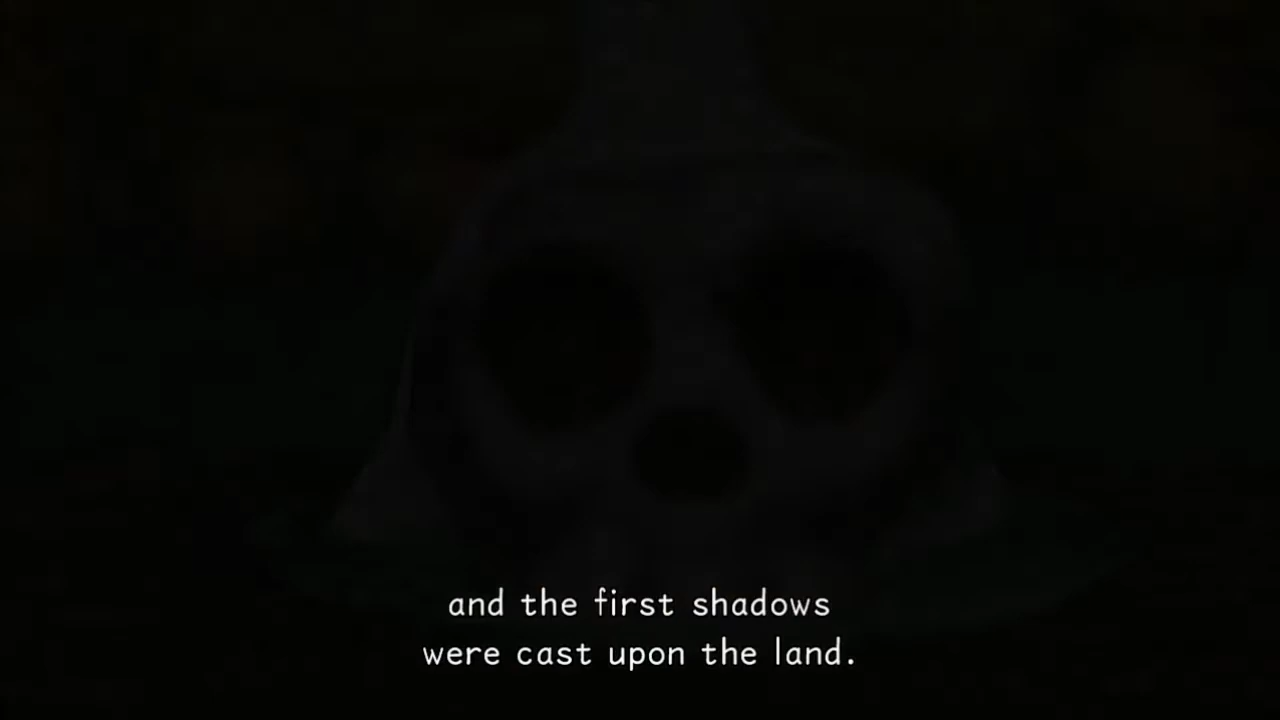 and the first shadows
were cast upon the land.